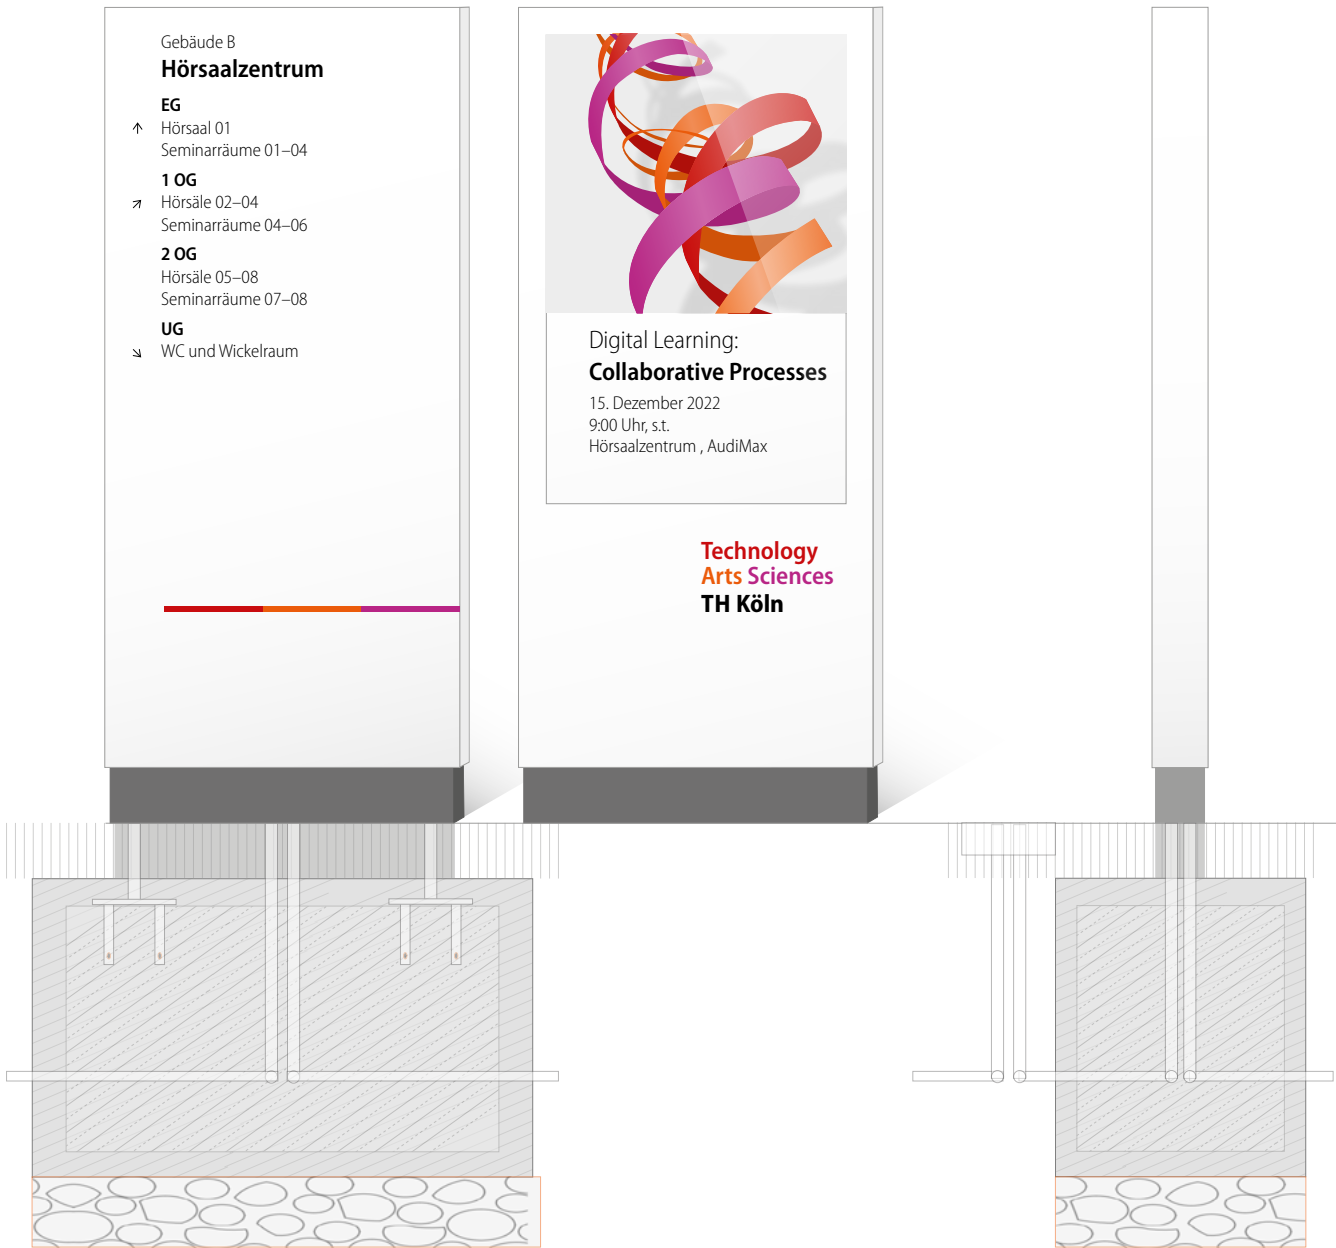 Gebäude B
Hörsaalzentrum
EG
Hörsaal 01
Seminarräume 01–04
1 OG
Hörsäle 02–04
Seminarräume 04–06
2 OG
Hörsäle 05–08
Seminarräume 07–08
UG
WC und Wickelraum
Digital Learning:
Collaborative Processes
15. Dezember 2022
9:00 Uhr, s.t.
Hörsaalzentrum , AudiMax
Technology
Arts Sciences
TH Köln